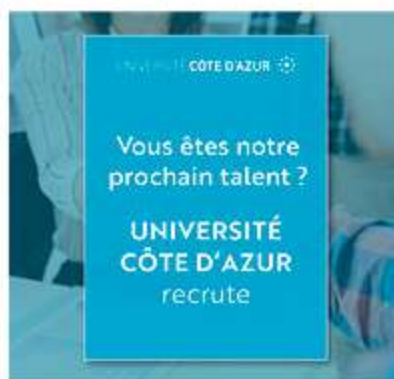 UNIVERSITÉ CÔTE D'AZUR
Vous êtes notre
prochain talent ?
UNIVERSITÉ
CÔTE D'AZUR
recrute